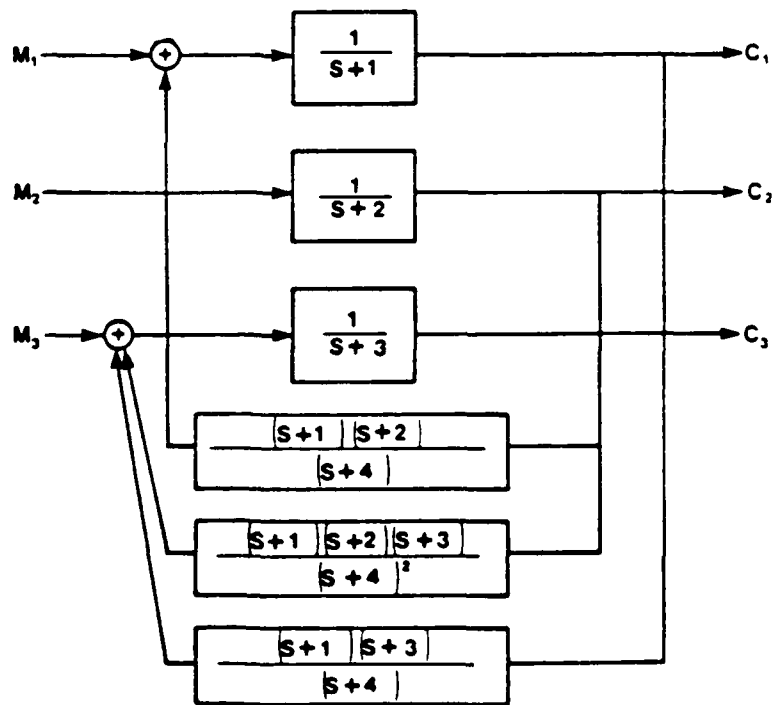 M₁ + 1 C₁
S+1
M₂ 1 C₂
S+2
M₃ + 1 C₃
S+3
(S+1)(S+2)
(S+4)
(S+1)(S+2)(S+3)
(S+4)²
(S+1)(S+3)
(S+4)